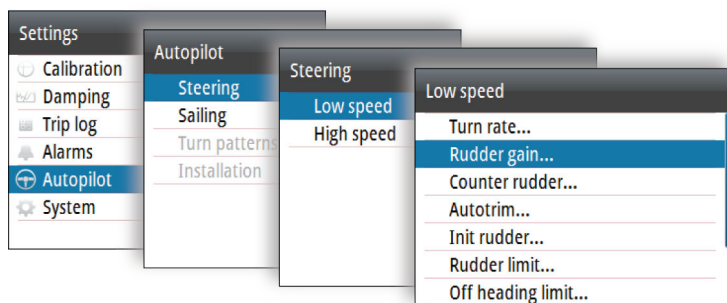 Settings
Calibration
Damping
Trip log
Alarms
Autopilot
System
Autopilot
Steering
Sailing
Turn patterns
Installation
Steering
Low speed
High speed
Low speed
Turn rate...
Rudder gain...
Counter rudder...
Autotrim...
Init rudder...
Rudder limit...
Off heading limit...